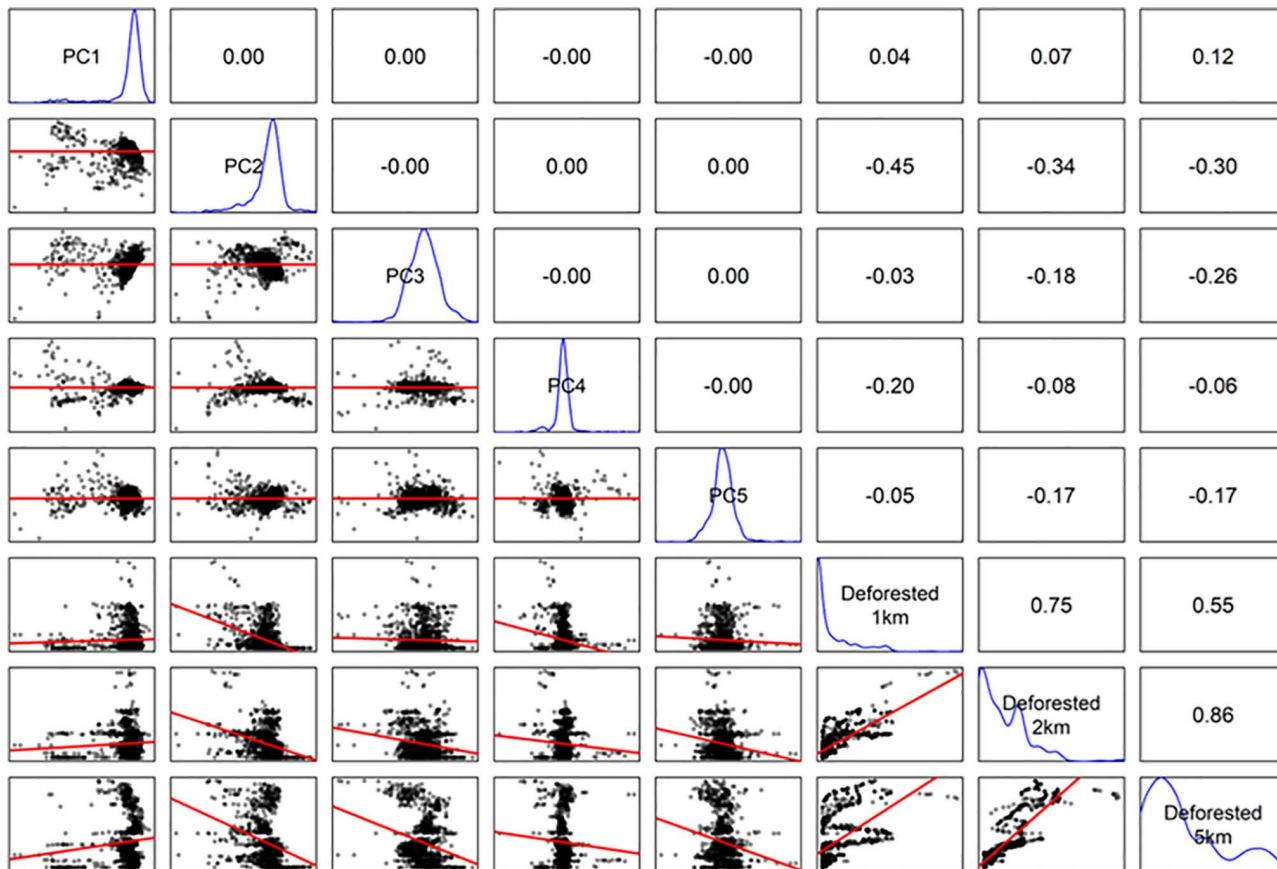 PC1 0.00 0.00 -0.00 -0.00 0.04 0.07 0.12
PC2 -0.00 0.00 0.00 -0.45 -0.34 -0.30
PC3 -0.00 0.00 -0.03 -0.18 -0.26
PC4 -0.00 -0.20 -0.08 -0.06
PC5 -0.05 -0.17 -0.17
Deforested
1km
0.75 0.55
Deforested
2km
0.86
Deforested
5km